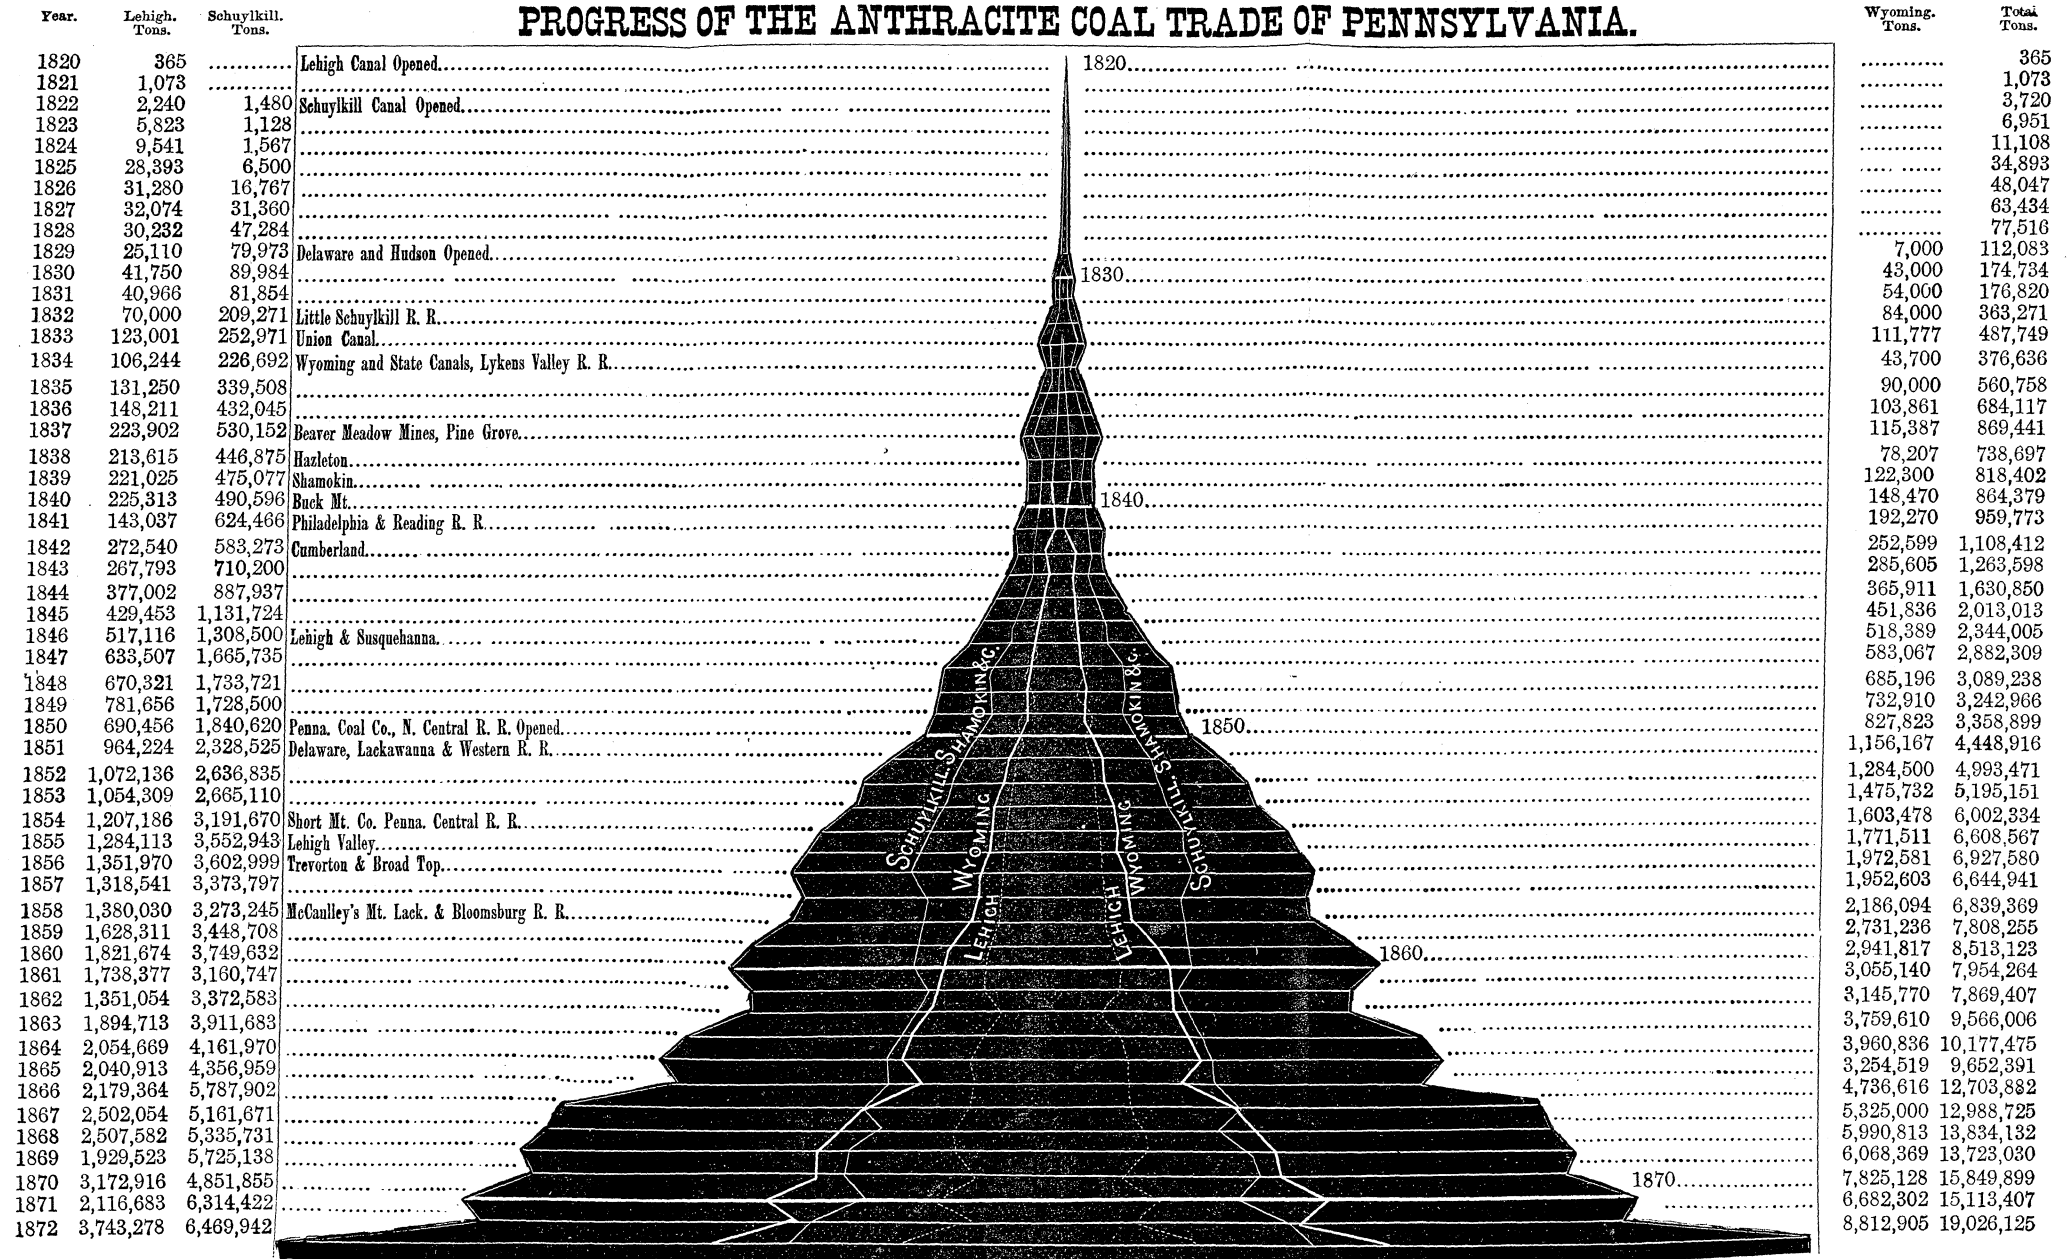 PROGRESS OF THE ANTHRACITE COAL TRADE OF PENNSYLVANIA.
Year. Lehigh. Tons. Schuylkill. Tons. Wyoming. Tons. Total Tons.
1820 365 Lehigh Canal Opened 1820 365
1821 1,073 1,073
1822 2,240 1,480 Schuylkill Canal Opened 3,720
1823 5,823 1,128 6,951
1824 9,541 1,567 11,108
1825 28,393 6,500 34,893
1826 31,280 16,767 48,047
1827 32,074 31,360 63,434
1828 30,232 47,284 77,516
1829 25,110 79,973 Delaware and Hudson Opened 7,000 112,083
1830 41,750 89,984 1830 43,000 174,734
1831 40,966 81,854 54,000 176,820
1832 70,000 209,271 Little Schuylkill R. R. 84,000 363,271
1833 123,001 252,971 Union Canal 111,777 487,749
1834 106,244 226,692 Wyoming and State Canals, Lykens Valley R. R. 43,700 376,636
1835 131,250 339,508 90,000 560,758
1836 148,211 432,045 103,861 684,117
1837 223,902 530,152 Beaver Meadow Mines, Pine Grove 115,387 869,441
1838 213,615 446,875 Hazleton 78,207 738,697
1839 221,025 475,077 Shamokin 122,300 818,402
1840 225,313 490,596 Buck Mt. 1840 148,470 864,379
1841 143,037 624,466 Philadelphia & Reading R. R. 192,270 959,773
1842 272,540 583,273 Cumberland 252,599 1,108,412
1843 267,793 710,200 285,605 1,263,598
1844 377,002 887,937 365,911 1,630,850
1845 429,453 1,131,724 451,836 2,013,013
1846 517,116 1,308,500 Lehigh & Susquehanna 518,389 2,344,005
1847 633,507 1,665,735 583,067 2,882,309
1848 670,321 1,733,721 685,196 3,089,238
1849 781,656 1,728,500 732,910 3,242,966
1850 690,456 1,840,620 Penna. Coal Co., N. Central R. R. Opened 1850 827,823 3,358,899
1851 964,224 2,328,525 Delaware, Lackawanna & Western R. R. 1,156,167 4,448,916
1852 1,072,136 2,636,835 1,284,500 4,993,471
1853 1,054,309 2,665,110 1,475,732 5,195,151
1854 1,207,186 3,191,670 Short Mt. Co. Penna. Central R. R. 1,603,478 6,002,334
1855 1,284,113 3,552,943 Lehigh Valley 1,771,511 6,608,567
1856 1,351,970 3,602,999 Trevorton & Broad Top 1,972,581 6,927,580
1857 1,318,541 3,373,797 1,952,603 6,644,941
1858 1,380,030 3,273,245 McCaulley's Mt. Lack. & Bloomsburg R. R. 2,186,094 6,839,369
1859 1,628,311 3,448,708 2,731,236 7,808,255
1860 1,821,674 3,749,632 1860 2,941,817 8,513,123
1861 1,738,377 3,160,747 3,055,140 7,954,264
1862 1,351,054 3,372,583 3,145,770 7,869,407
1863 1,894,713 3,911,683 3,759,610 9,566,006
1864 2,054,669 4,161,970 3,960,836 10,177,475
1865 2,040,913 4,356,959 3,254,519 9,652,391
1866 2,179,364 5,787,902 4,736,616 12,703,882
1867 2,502,054 5,161,671 5,325,000 12,988,725
1868 2,507,582 5,335,731 5,990,813 13,834,132
1869 1,929,523 5,725,138 6,068,369 13,723,030
1870 3,172,916 4,851,855 1870 7,825,128 15,849,899
1871 2,116,683 6,314,422 6,682,302 15,113,407
1872 3,743,278 6,469,942 8,812,905 19,026,125
SCHUYLKILL SHAMOKIN &C.
WYOMING
LEHIGH
SCHUYLKILL SHAMOKIN &C.
WYOMING
LEHIGH